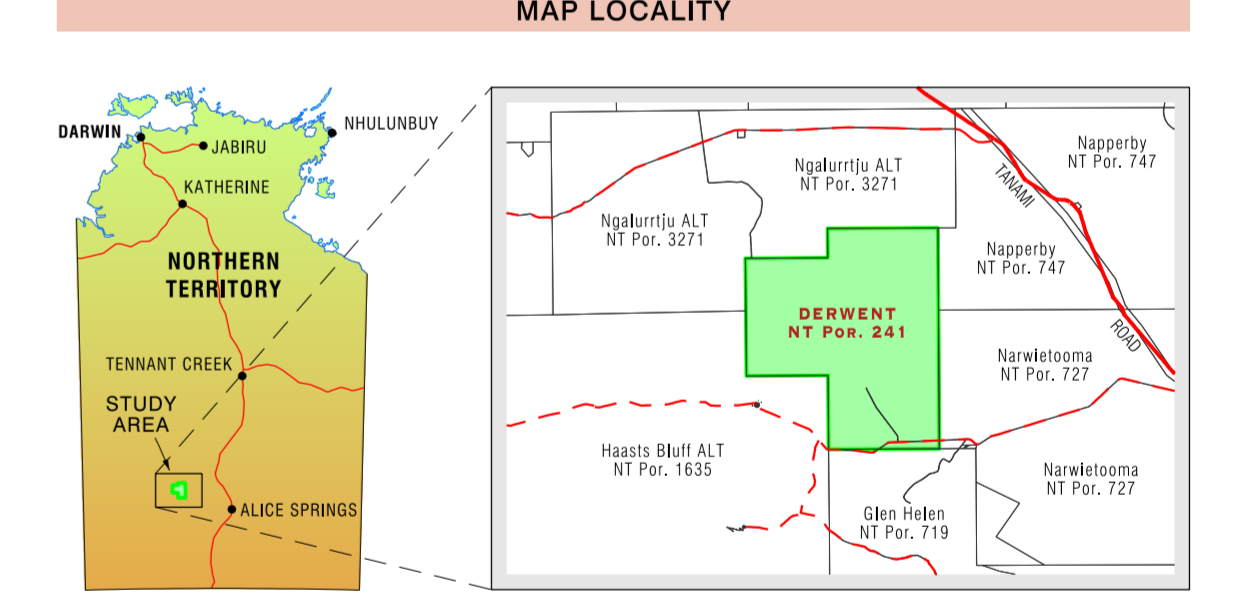 MAP LOCALITY
DARWIN
NHULUNBUY
JABIRU
KATHERINE
NORTHERN
TERRITORY
TENNANT CREEK
STUDY
AREA
ALICE SPRINGS
Napperby
NT Por. 747
Ngalurrtju ALT
NT Por. 3271
TANAMI
Ngalurrtju ALT
NT Por. 3271
Napperby
NT Por. 747
DERWENT
NT POR. 241
ROAD
Narwietooma
NT Por. 727
Haasts Bluff ALT
NT Por. 1635
Narwietooma
NT Por. 727
Glen Helen
NT Por. 719